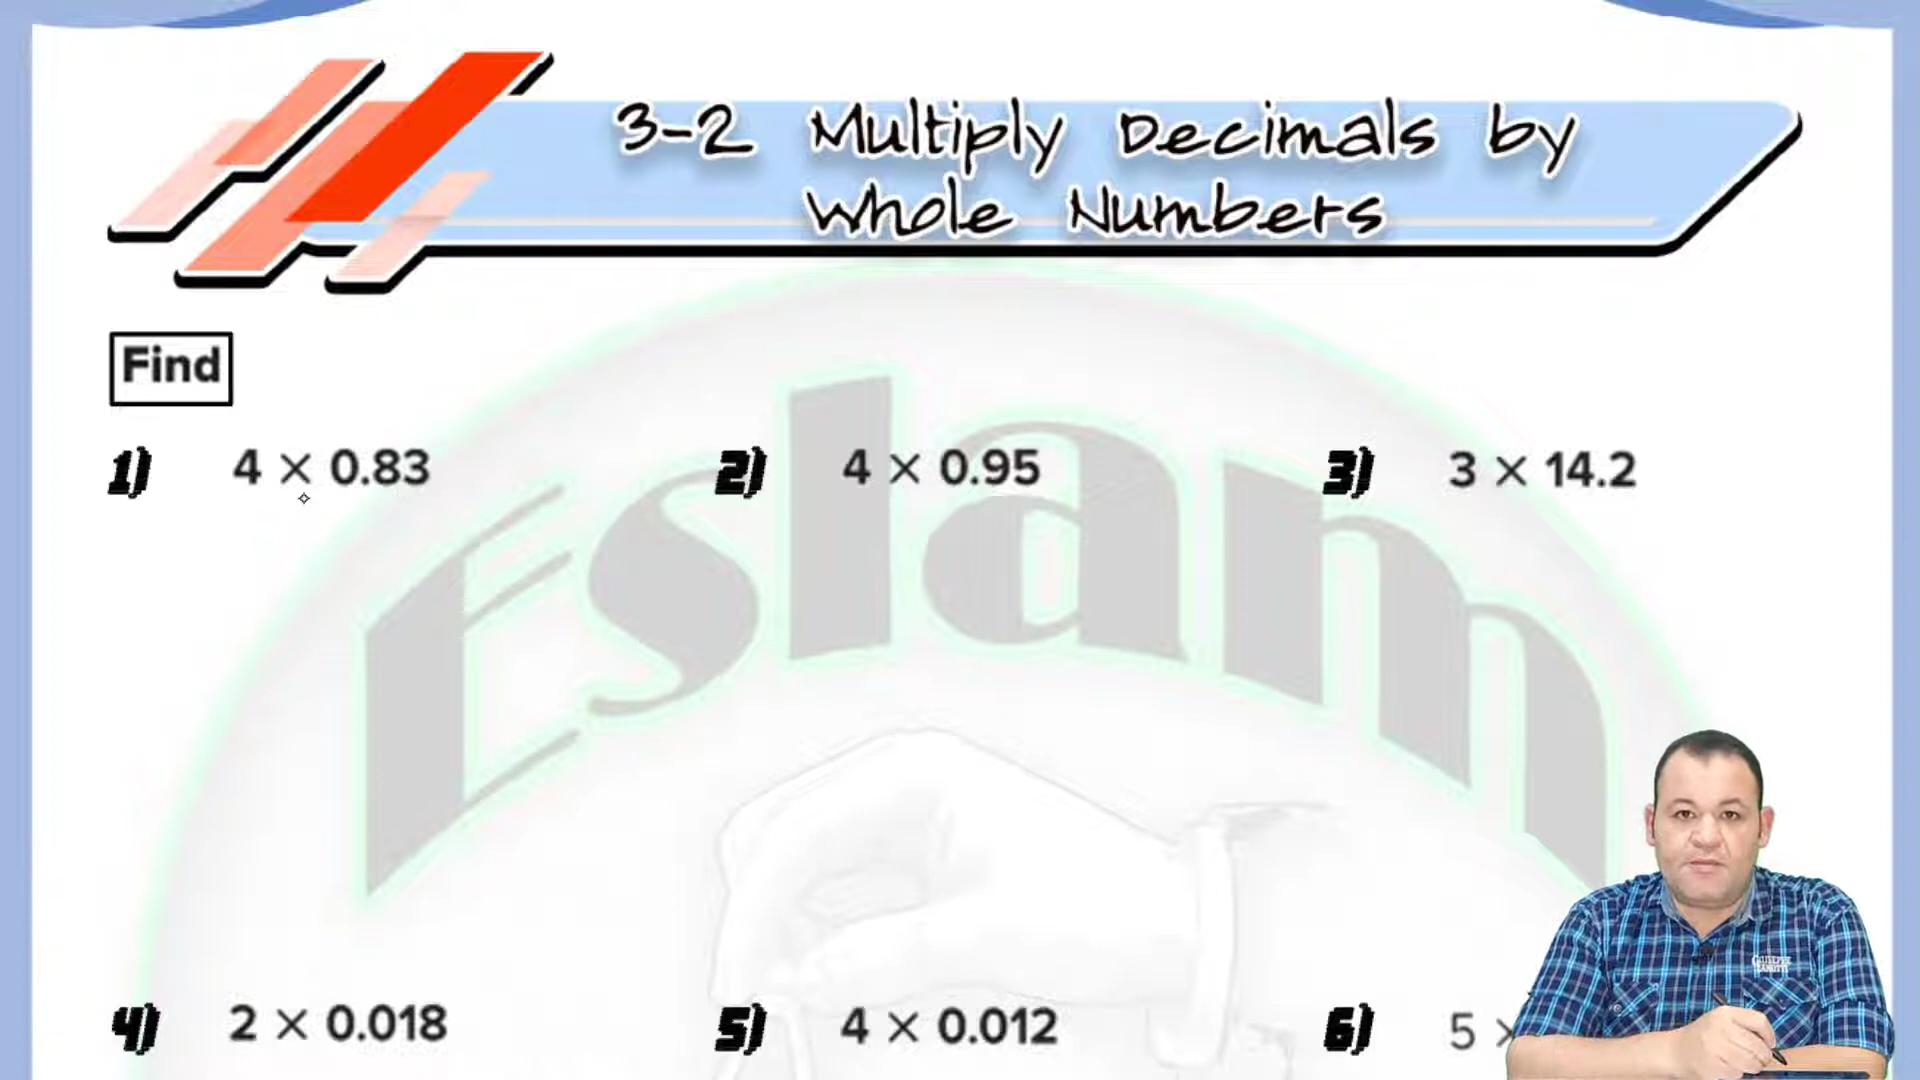 3-2 Multiply Decimals by
Whole Numbers
Find
1) 4 × 0.83
2) 4 × 0.95
3) 3 × 14.2
Eslam
4) 2 × 0.018
5) 4 × 0.012
6) 5 ×